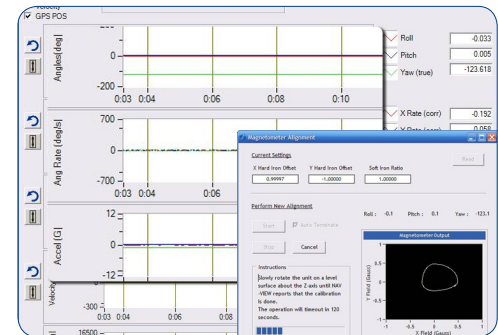 Velocity
GPS POS
Angles[deg]
200
0
-200
0:03 0:04 0:06 0:08 0:10
Roll -0.033
Pitch 0.005
Yaw (true) -123.618
Ang Rate (deg/s)
700
0
-700
0:03 0:04 0:06
X Rate (corr) -0.192
Y Rate (corr) 0.058
Accel [G]
12
0
-12
Velocity
-300
0:03 0:04 0:06 0:08
16500
Magnetometer Alignment
Current Settings
X Hard Iron Offset Y Hard Iron Offset Soft Iron Ratio
0.99997 -1.00000 1.00000
Read
Perform New Alignment
Start Auto Terminate
Stop Cancel
Roll : -0.1 Pitch : 0.1 Yaw : -123.1
Instructions
Slowly rotate the unit on a level
surface about the Z-axis until NAV
-VIEW reports that the calibration
is done.
The operation will timeout in 120
seconds.
Magnetometer Output
Y Field (Gauss)
1
0.5
0
-0.5
-1
-1 -0.5 0 0.5 1
X Field (Gauss)